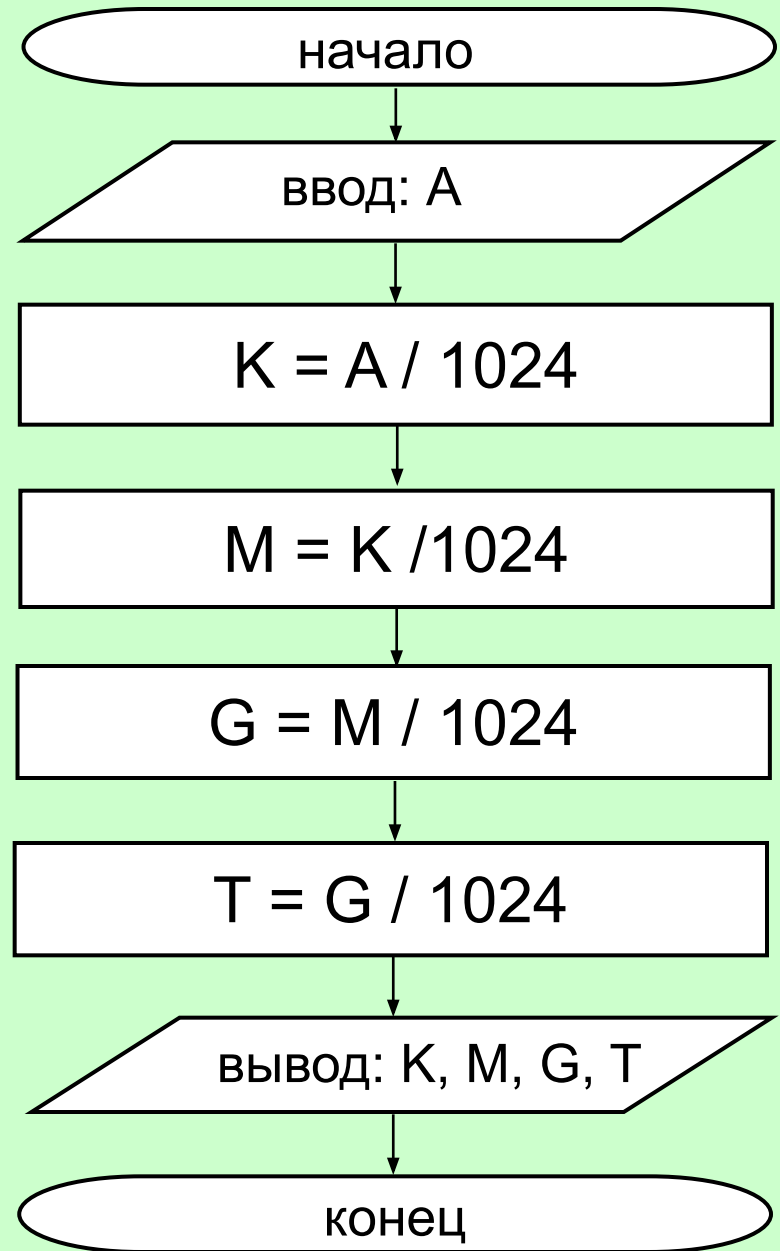 начало
ввод: A
K = A / 1024
M = K /1024
G = M / 1024
T = G / 1024
вывод: K, M, G, T
конец